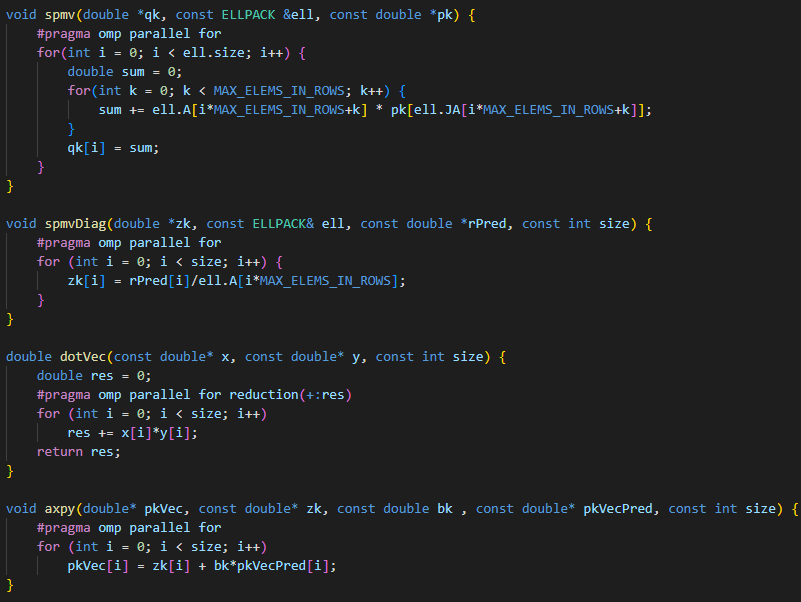 void spmv(double *qk, const ELLPACK &ell, const double *pk) {
    #pragma omp parallel for
    for(int i = 0; i < ell.size; i++) {
        double sum = 0;
        for(int k = 0; k < MAX_ELEMS_IN_ROWS; k++) {
            sum += ell.A[i*MAX_ELEMS_IN_ROWS+k] * pk[ell.JA[i*MAX_ELEMS_IN_ROWS+k]];
        }
        qk[i] = sum;
    }
}

void spmvDiag(double *zk, const ELLPACK& ell, const double *rPred, const int size) {
    #pragma omp parallel for
    for (int i = 0; i < size; i++) {
        zk[i] = rPred[i]/ell.A[i*MAX_ELEMS_IN_ROWS];
    }
}

double dotVec(const double* x, const double* y, const int size) {
    double res = 0;
    #pragma omp parallel for reduction(+:res)
    for (int i = 0; i < size; i++)
        res += x[i]*y[i];
    return res;
}

void axpy(double* pkVec, const double* zk, const double bk , const double* pkVecPred, const int size) {
    #pragma omp parallel for
    for (int i = 0; i < size; i++)
        pkVec[i] = zk[i] + bk*pkVecPred[i];
}